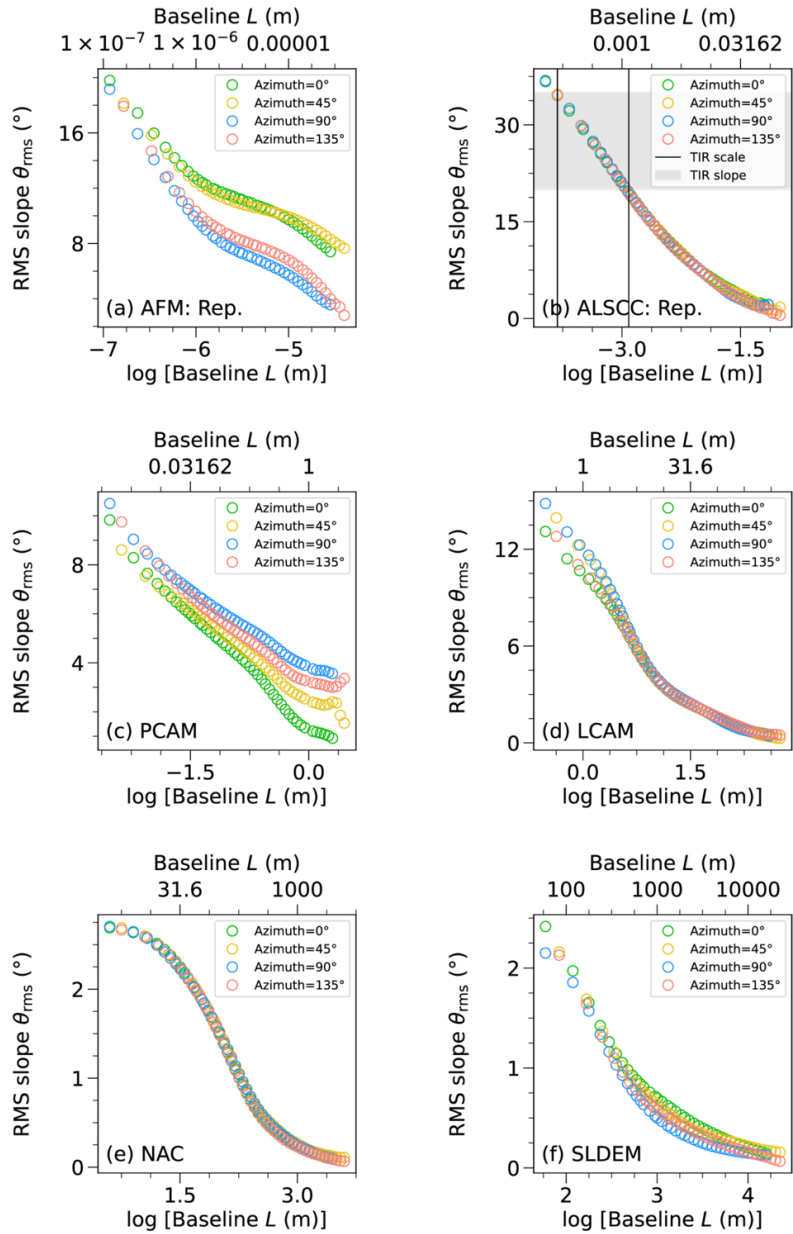 Baseline L (m)
1 × 10⁻⁷ 1 × 10⁻⁶ 0.00001
RMS slope θrms (°)
16
8
Azimuth=0°
Azimuth=45°
Azimuth=90°
Azimuth=135°
(a) AFM: Rep.
−7 −6 −5
log [Baseline L (m)]
Baseline L (m)
0.001 0.03162
RMS slope θrms (°)
30
15
0
Azimuth=0°
Azimuth=45°
Azimuth=90°
Azimuth=135°
TIR scale
TIR slope
(b) ALSCC: Rep.
−3.0 −1.5
log [Baseline L (m)]
Baseline L (m)
0.03162 1
RMS slope θrms (°)
8
4
Azimuth=0°
Azimuth=45°
Azimuth=90°
Azimuth=135°
(c) PCAM
−1.5 0.0
log [Baseline L (m)]
Baseline L (m)
1 31.6
RMS slope θrms (°)
12
6
0
Azimuth=0°
Azimuth=45°
Azimuth=90°
Azimuth=135°
(d) LCAM
0.0 1.5
log [Baseline L (m)]
Baseline L (m)
31.6 1000
RMS slope θrms (°)
2
1
0
Azimuth=0°
Azimuth=45°
Azimuth=90°
Azimuth=135°
(e) NAC
1.5 3.0
log [Baseline L (m)]
Baseline L (m)
100 1000 10000
RMS slope θrms (°)
2
1
0
Azimuth=0°
Azimuth=45°
Azimuth=90°
Azimuth=135°
(f) SLDEM
2 3 4
log [Baseline L (m)]